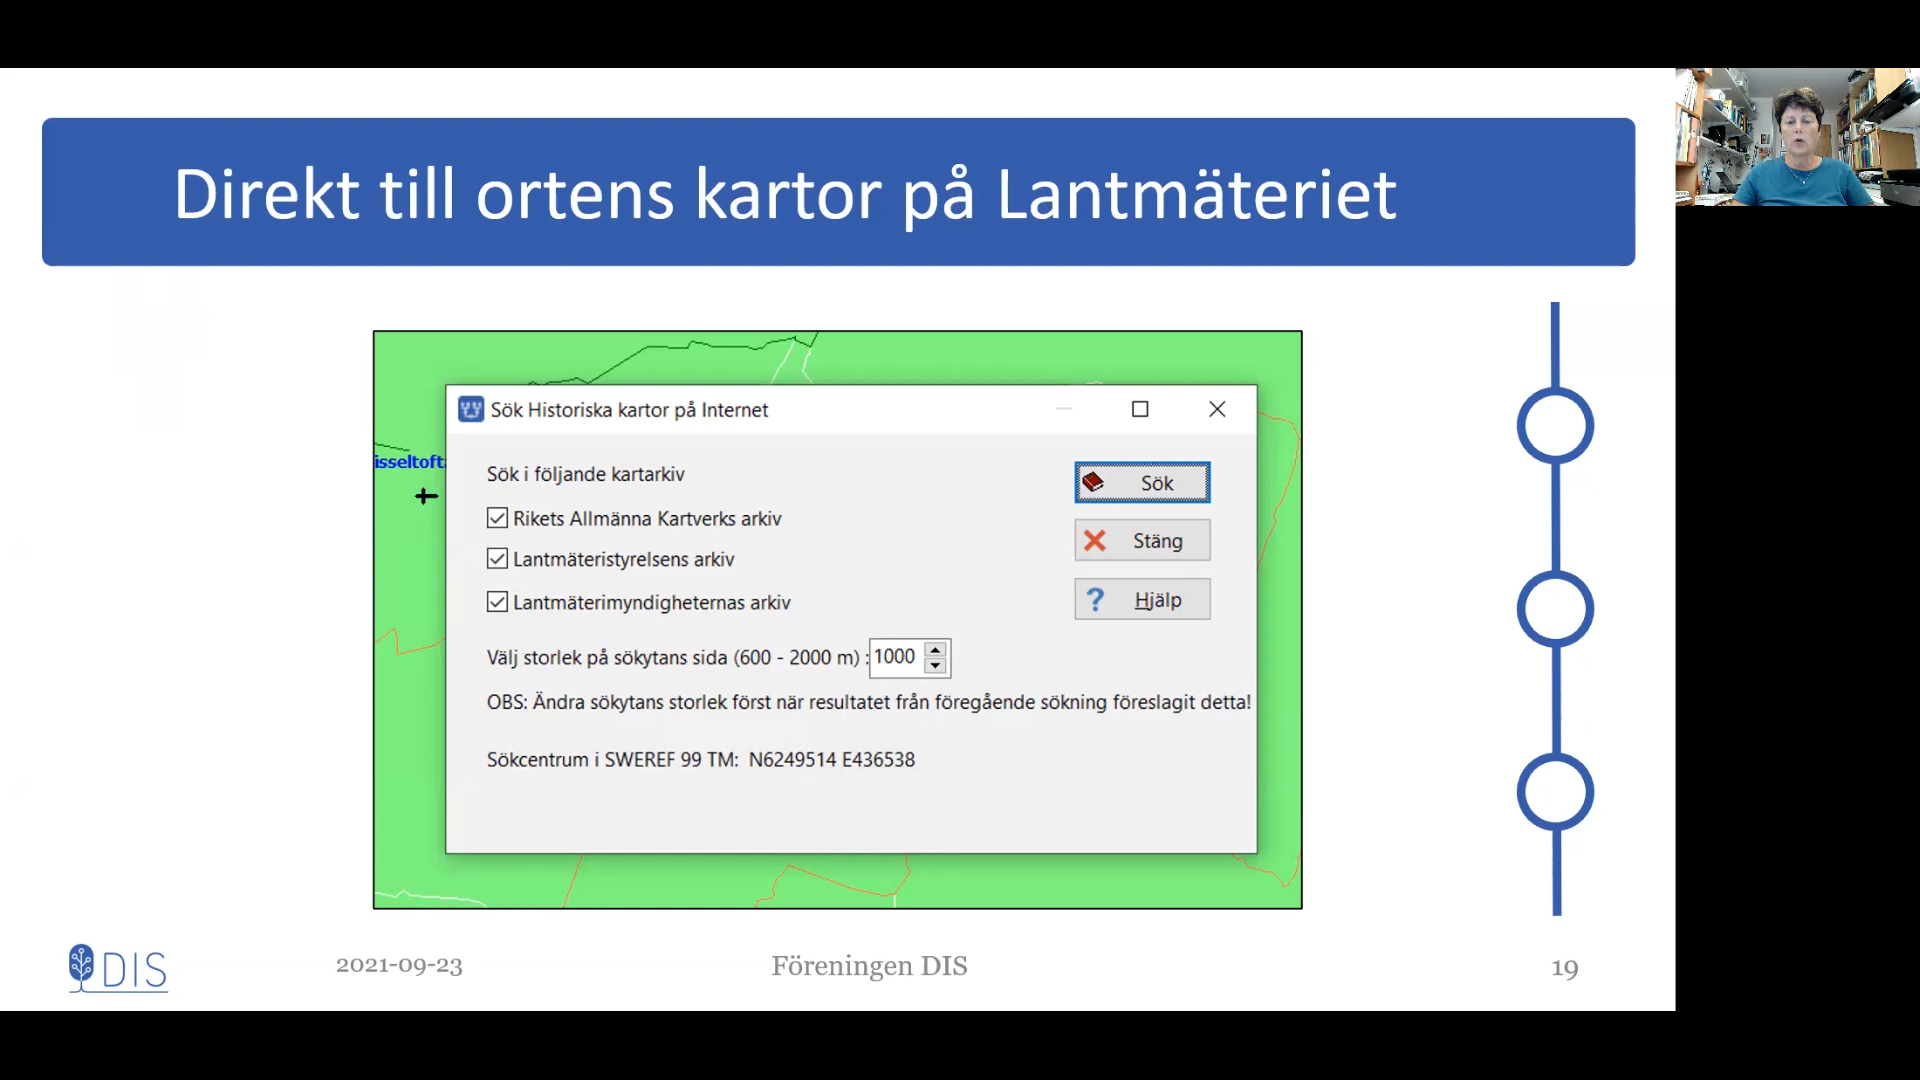 Direkt till ortens kartor på Lantmäteriet
Sök Historiska kartor på Internet
isseltoft
Sök i följande kartarkiv
Rikets Allmänna Kartverks arkiv
Lantmäteristyrelsens arkiv
Lantmäterimyndigheternas arkiv
Sök
Stäng
Hjälp
Välj storlek på sökytans sida (600 - 2000 m) : 1000
OBS: Ändra sökytans storlek först när resultatet från föregående sökning föreslagit detta!
Sökcentrum i SWEREF 99 TM: N6249514 E436538
DIS
2021-09-23
Föreningen DIS
19